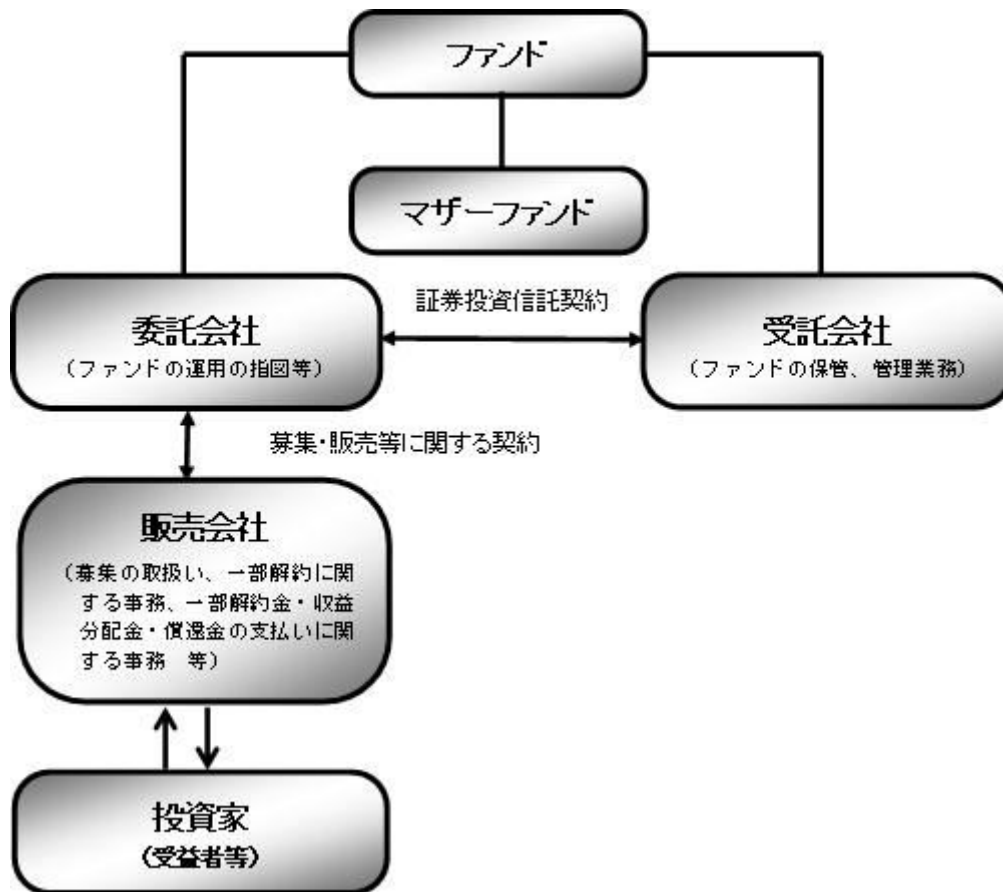 ファンド
マザーファンド
証券投資信託契約
委託会社
（ファンドの運用の指図等）
受託会社
（ファンドの保管、管理業務）
募集・販売等に関する契約
販売会社
（募集の取扱い、一部解約に関
する事務、一部解約金・収益
分配金・償還金の支払いに関
する事務　等）
投資家
（受益者等）